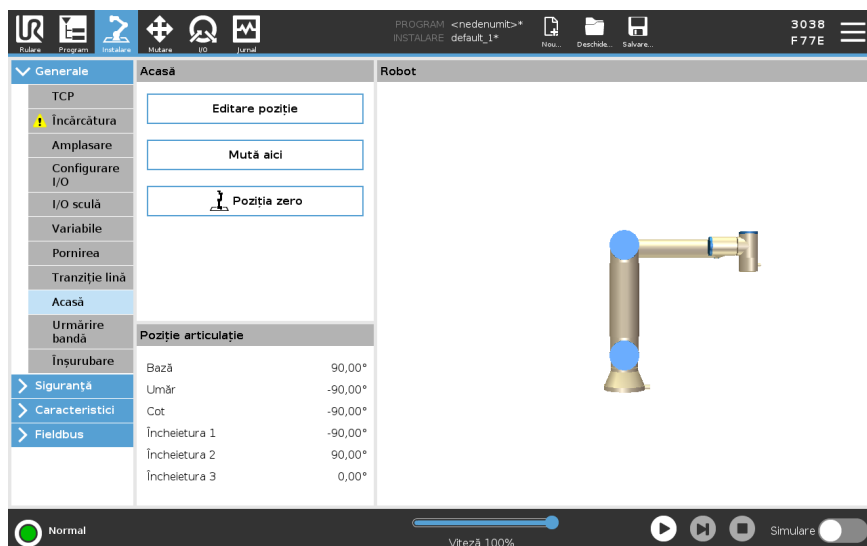 UR
Rulare
Program
Instalare
Mutare
I/O
Jurnal
PROGRAM <nedenumit>*
INSTALARE default_1*
Nou...
Deschide...
Salvare...
3038
F77E
Generale
TCP
Încărcătura
Amplasare
Configurare
I/O
I/O sculă
Variabile
Pornirea
Tranziție lină
Acasă
Urmărire
bandă
Înșurubare
Siguranță
Caracteristici
Fieldbus
Acasă
Editare poziție
Mută aici
Poziția zero
Poziție articulație
Bază 90,00°
Umăr -90,00°
Cot -90,00°
Încheietura 1 -90,00°
Încheietura 2 90,00°
Încheietura 3 0,00°
Robot
Normal
Viteză 100%
Simulare